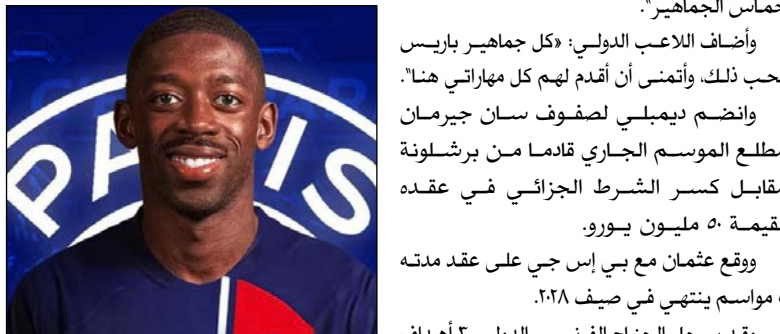 حماس الجماهير".
وأضاف اللاعب الدولي: «كل جماهير باريس
تحب ذلك، وأتمنى أن أقدم لهم كل مهاراتي هنا".
وانضم ديمبلي لصفوف سان جيرمان
مطلع الموسم الجاري قادما من برشلونة
مقابل كسر الشرط الجزائي في عقده
بقيمة ٥٠ مليون يورو.
ووقع عثمان مع بي إس جي على عقد مدته
مواسم ينتهي في صيف ٢٠٢٨.
PARIS